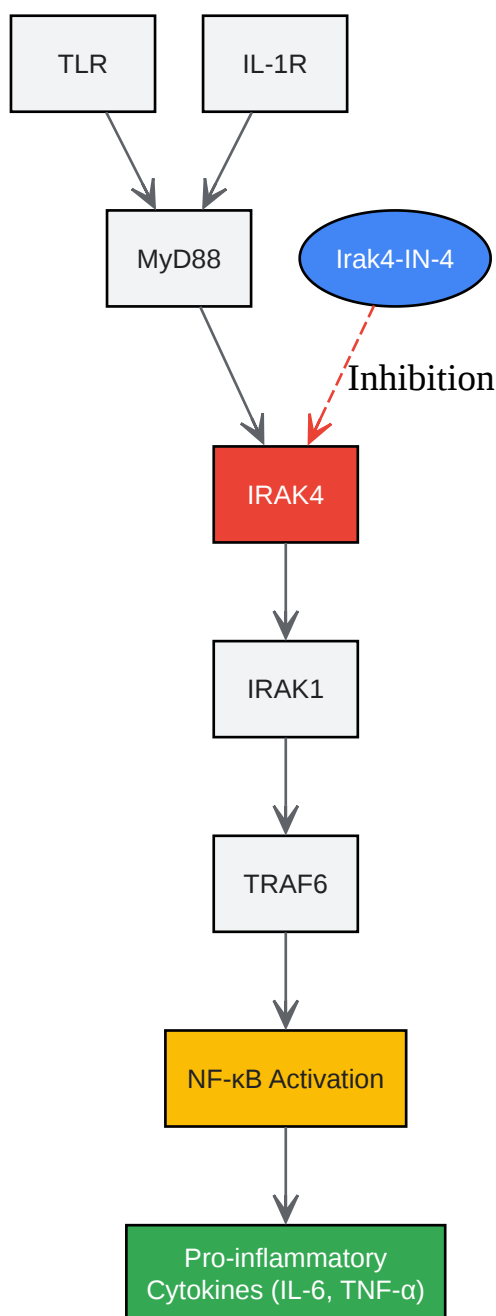 TLR
IL-1R
MyD88
Irak4-IN-4
Inhibition
IRAK4
IRAK1
TRAF6
NF-κB Activation
Pro-inflammatory
Cytokines (IL-6, TNF-α)